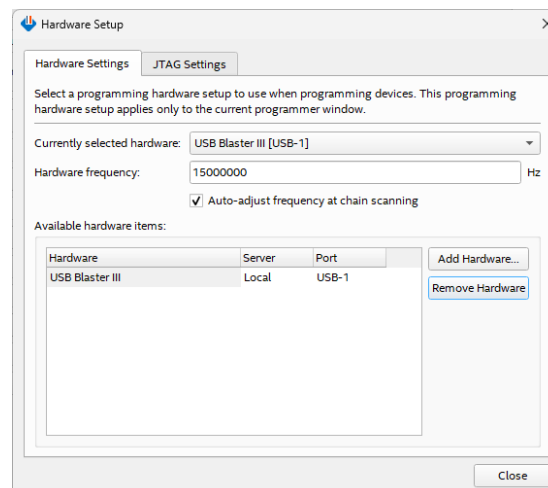 Hardware Setup
Hardware Settings
JTAG Settings
Select a programming hardware setup to use when programming devices. This programming
hardware setup applies only to the current programmer window.
Currently selected hardware: USB Blaster III [USB-1]
Hardware frequency: 15000000 Hz
Auto-adjust frequency at chain scanning
Available hardware items:
Hardware Server Port
USB Blaster III Local USB-1
Add Hardware...
Remove Hardware
Close